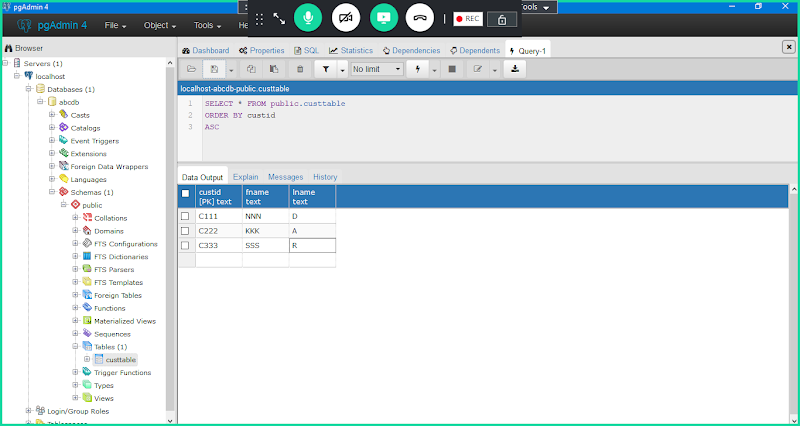 pgAdmin 4
pgAdmin 4
File
Object
Tools
He
REC
Tools
Browser
Dashboard
Properties
SQL
Statistics
Dependencies
Dependents
Query-1
No limit
localhost-abcdb-public.custtable
1 SELECT * FROM public.custtable
2 ORDER BY custid
3 ASC
Data Output
Explain
Messages
History
custid fname lname
[PK] text text text
C111 NNN D
C222 KKK A
C333 SSS R
Servers (1)
localhost
Databases (1)
abcdb
Casts
Catalogs
Event Triggers
Extensions
Foreign Data Wrappers
Languages
Schemas (1)
public
Collations
Domains
FTS Configurations
FTS Dictionaries
FTS Parsers
FTS Templates
Foreign Tables
Functions
Materialized Views
Sequences
Tables (1)
custtable
Trigger Functions
Types
Views
Login/Group Roles
Tablespaces